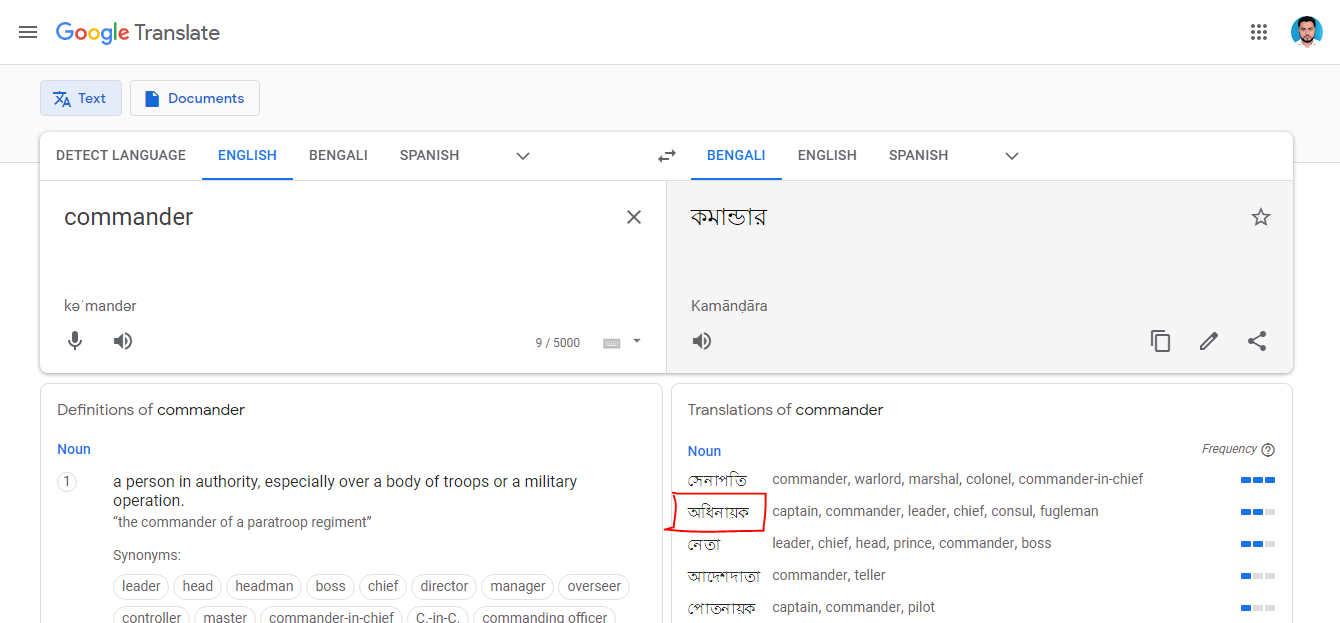 Google Translate
Text
Documents
DETECT LANGUAGE ENGLISH BENGALI SPANISH
BENGALI ENGLISH SPANISH
commander
kəˈmandər
9 / 5000
কমান্ডার
Kamānḍāra
Definitions of commander
Noun
1 a person in authority, especially over a body of troops or a military
operation.
“the commander of a paratroop regiment”
Synonyms:
leader head headman boss chief director manager overseer
controller master commander-in-chief C.-in-C. commanding officer
Translations of commander
Noun Frequency
সেনাপতি commander, warlord, marshal, colonel, commander-in-chief
অধিনায়ক captain, commander, leader, chief, consul, fugleman
নেতা leader, chief, head, prince, commander, boss
আদেশদাতা commander, teller
পোতনায়ক captain, commander, pilot